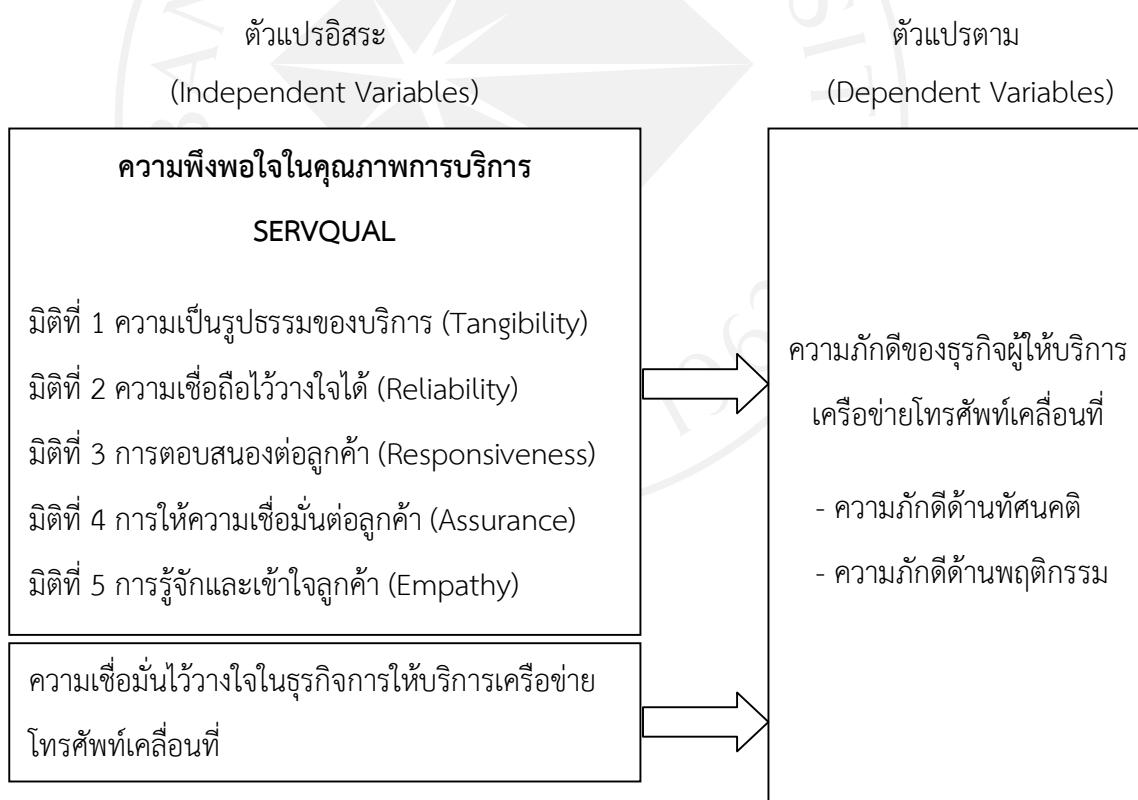 ตัวแปรอิสระ
(Independent Variables)
ตัวแปรตาม
(Dependent Variables)
ความพึงพอใจในคุณภาพการบริการ
SERVQUAL
มิติที่ 1 ความเป็นรูปธรรมของบริการ (Tangibility)
มิติที่ 2 ความเชื่อถือไว้วางใจได้ (Reliability)
มิติที่ 3 การตอบสนองต่อลูกค้า (Responsiveness)
มิติที่ 4 การให้ความเชื่อมั่นต่อลูกค้า (Assurance)
มิติที่ 5 การรู้จักและเข้าใจลูกค้า (Empathy)
ความเชื่อมั่นไว้วางใจในธุรกิจการให้บริการเครือข่าย
โทรศัพท์เคลื่อนที่
ความภักดีของธุรกิจผู้ให้บริการ
เครือข่ายโทรศัพท์เคลื่อนที่
- ความภักดีด้านทัศนคติ
- ความภักดีด้านพฤติกรรม